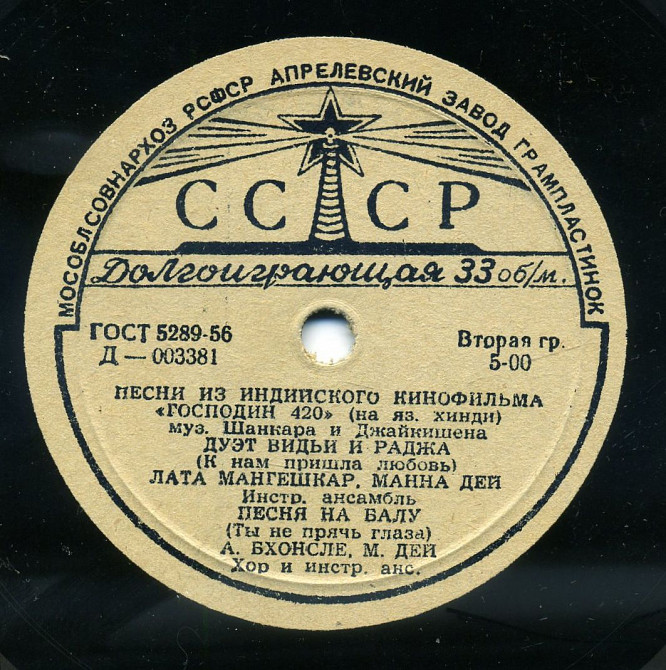 МОСОБЛСОВНАРХОЗ РСФСР АПРЕЛЕВСКИЙ ЗАВОД ГРАМПЛАСТИНОК
СССР
Долгоиграющая 33 об/м.
ГОСТ 5289-56
Д — 003381
Вторая гр.
5-00
ПЕСНИ ИЗ ИНДИЙСКОГО КИНОФИЛЬМА
«ГОСПОДИН 420» (на яз. хинди)
муз. Шанкара и Джайкишена
ДУЭТ ВИДЬИ И РАДЖА
(К нам пришла любовь)
ЛАТА МАНГЕШКАР, МАННА ДЕЙ
Инстр. ансамбль
ПЕСНЯ НА БАЛУ
(Ты не прячь глаза)
А. БХОНСЛЕ, М. ДЕЙ
Хор и инстр. анс.